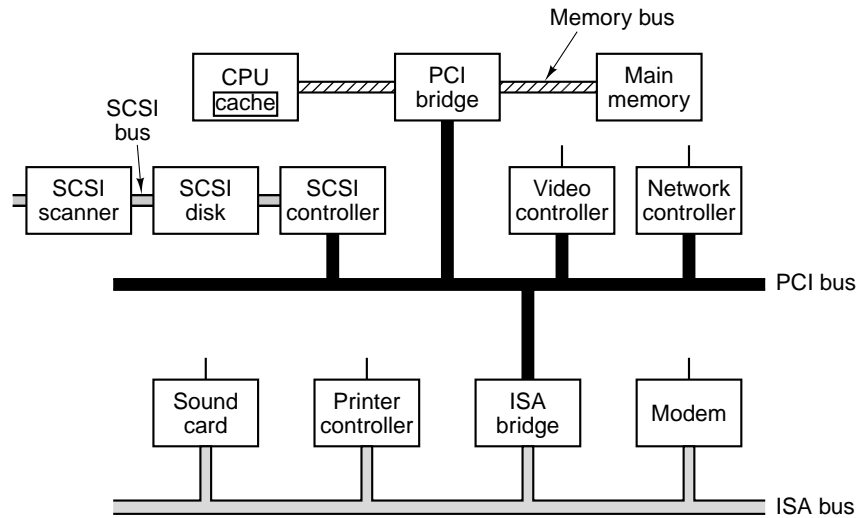 Memory bus
CPU
cache
PCI
bridge
Main
memory
SCSI
bus
SCSI
scanner
SCSI
disk
SCSI
controller
Video
controller
Network
controller
PCI bus
Sound
card
Printer
controller
ISA
bridge
Modem
ISA bus